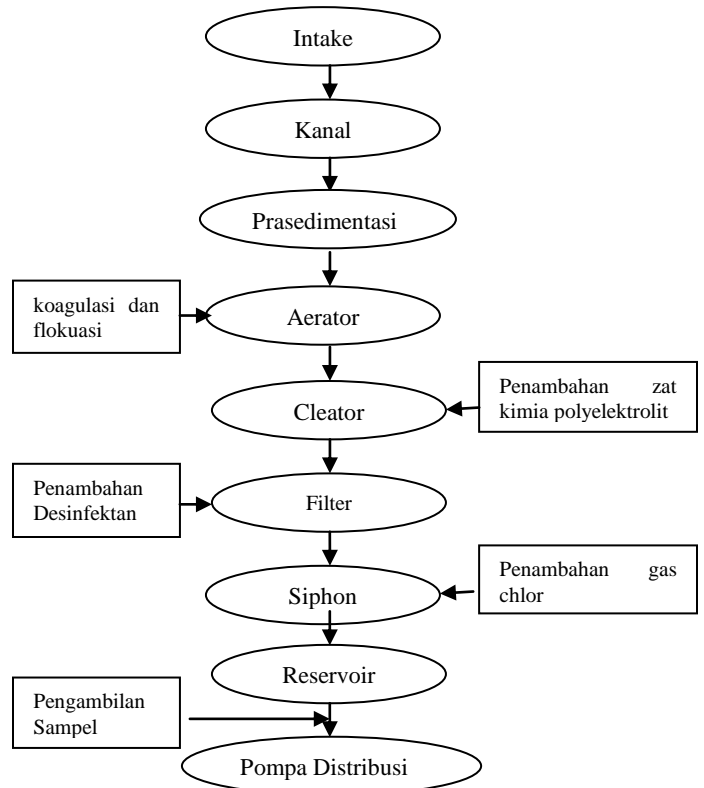 Intake
Kanal
Prasedimentasi
koagulasi dan
flokuasi
Aerator
Cleator
Penambahan zat
kimia polyelektrolit
Penambahan
Desinfektan
Filter
Siphon
Penambahan gas
chlor
Reservoir
Pengambilan
Sampel
Pompa Distribusi